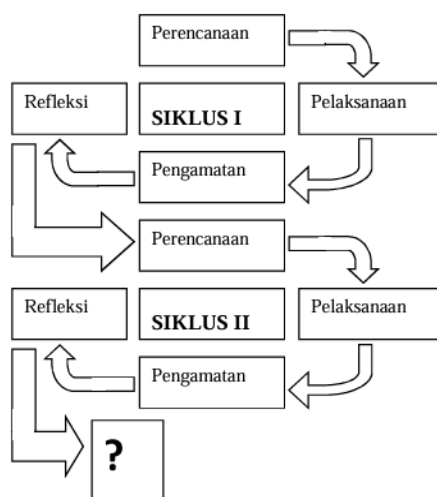 Perencanaan
Refleksi
SIKLUS I
Pelaksanaan
Pengamatan
Perencanaan
Refleksi
SIKLUS II
Pelaksanaan
Pengamatan
?